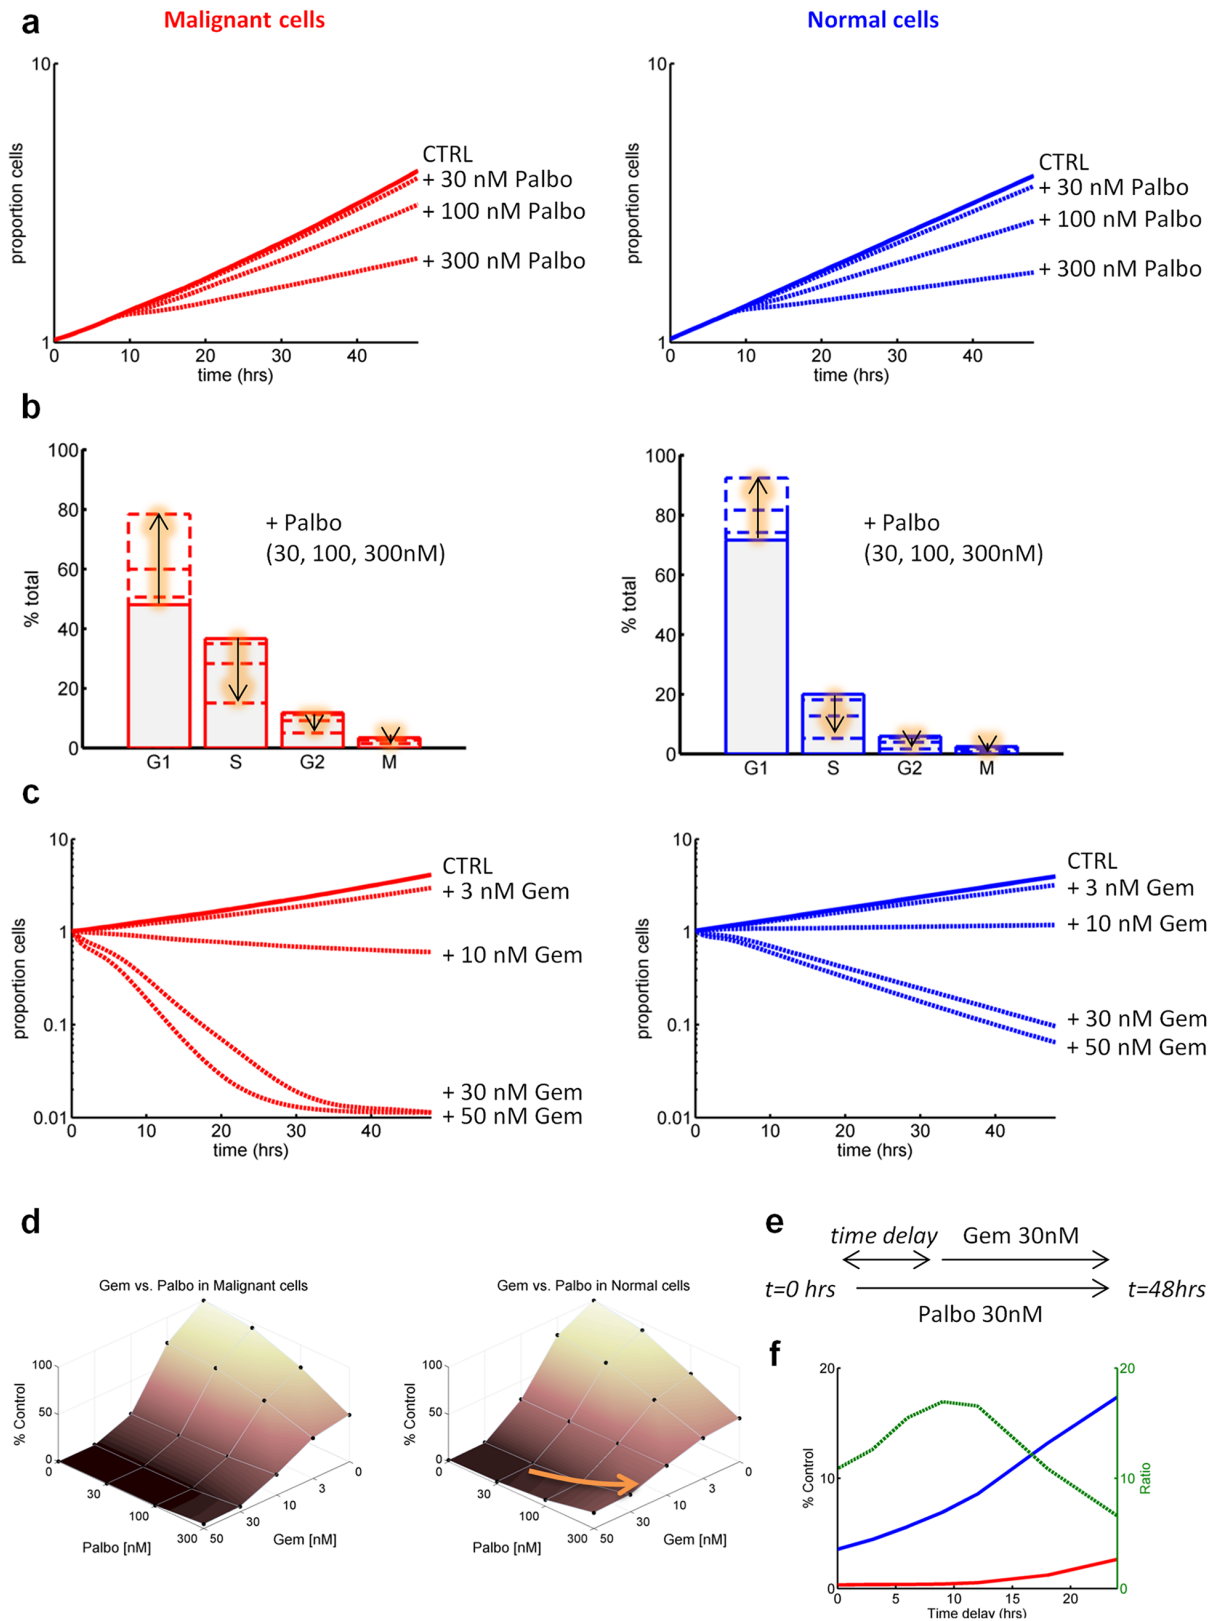 a
Malignant cells
Normal cells
10
proportion cells
CTRL
+ 30 nM Palbo
+ 100 nM Palbo
+ 300 nM Palbo
1
0 10 20 30 40
time (hrs)
10
proportion cells
CTRL
+ 30 nM Palbo
+ 100 nM Palbo
+ 300 nM Palbo
1
0 10 20 30 40
time (hrs)
b
100
80
60
40
20
0
% total
+ Palbo
(30, 100, 300nM)
G1 S G2 M
100
80
60
40
20
0
% total
+ Palbo
(30, 100, 300nM)
G1 S G2 M
c
10
1
0.1
0.01
proportion cells
CTRL
+ 3 nM Gem
+ 10 nM Gem
+ 30 nM Gem
+ 50 nM Gem
0 10 20 30 40
time (hrs)
10
1
0.1
0.01
proportion cells
CTRL
+ 3 nM Gem
+ 10 nM Gem
+ 30 nM Gem
+ 50 nM Gem
0 10 20 30 40
time (hrs)
d
Gem vs. Palbo in Malignant cells
100
50
0
% Control
0 30 100 300
Palbo [nM]
50 30 10 3 0
Gem [nM]
Gem vs. Palbo in Normal cells
100
50
0
% Control
0 30 100 300
Palbo [nM]
50 30 10 3 0
Gem [nM]
e
time delay Gem 30nM
t=0 hrs t=48hrs
Palbo 30nM
f
20
10
0
% Control
20
10
0
Ratio
0 5 10 15 20
Time delay (hrs)